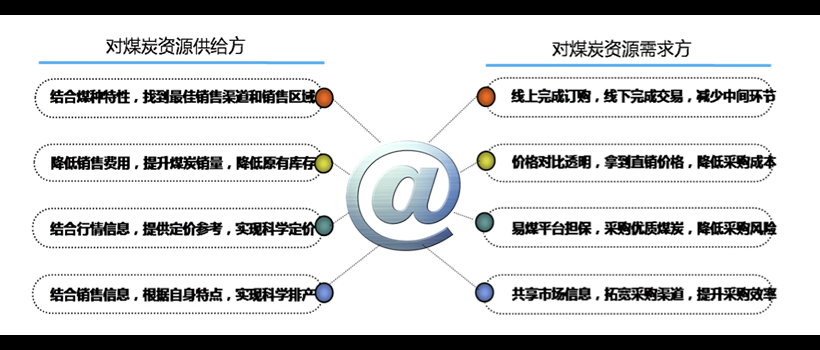 对煤炭资源供给方
结合煤种特性，找到最佳销售渠道和销售区域
降低销售费用，提升煤炭销量，降低原有库存
结合行情信息，提供定价参考，实现科学定价
结合销售信息，根据自身特点，实现科学排产
@
对煤炭资源需求方
线上完成订购，线下完成交易，减少中间环节
价格对比透明，拿到直销价格，降低采购成本
易煤平台担保，采购优质煤炭，降低采购风险
共享市场信息，拓宽采购渠道，提升采购效率